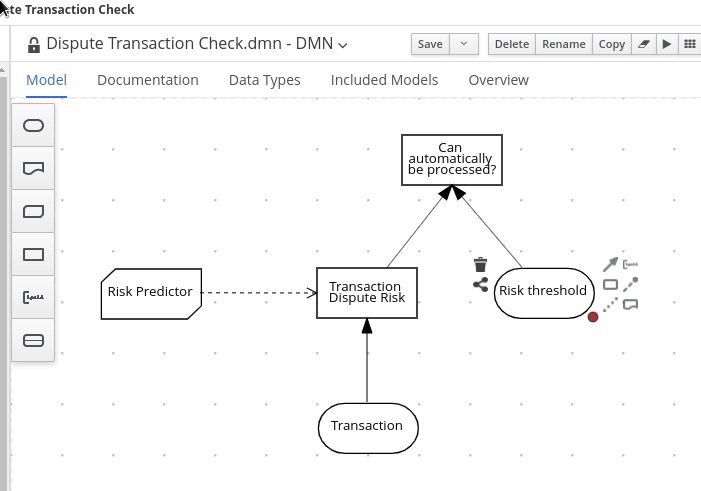 te Transaction Check
Dispute Transaction Check.dmn - DMN
Save
Delete
Rename
Copy
Model
Documentation
Data Types
Included Models
Overview
Can
automatically
be processed?
Risk Predictor
Transaction
Dispute Risk
Risk threshold
Transaction